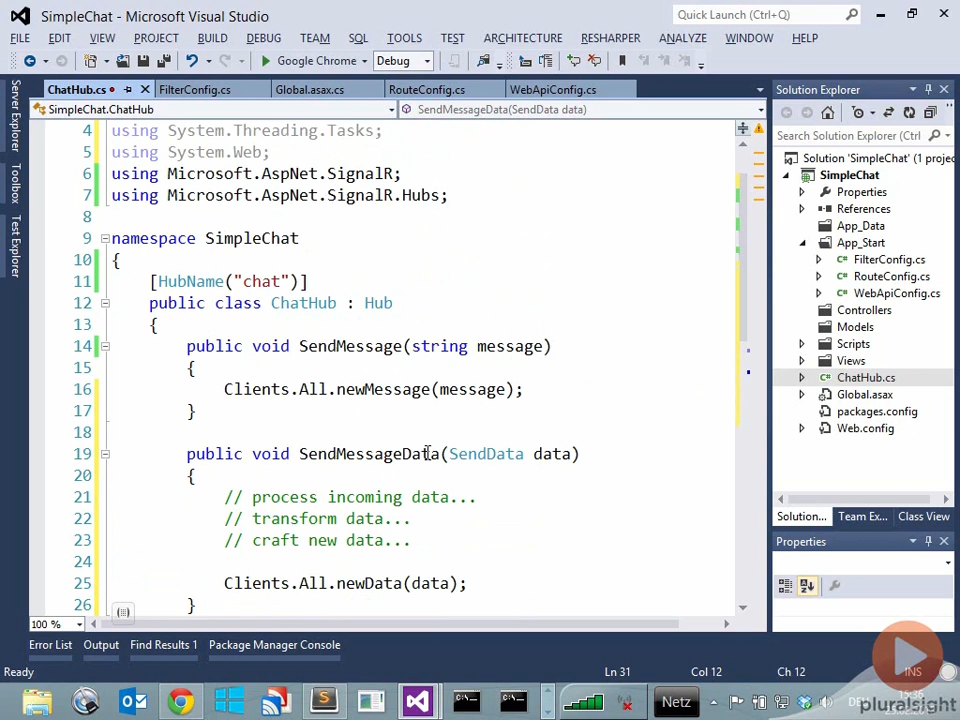 SimpleChat - Microsoft Visual Studio
Quick Launch (Ctrl+Q)
FILE EDIT VIEW PROJECT BUILD DEBUG TEAM SQL TOOLS TEST ARCHITECTURE RESHARPER ANALYZE WINDOW HELP
Google Chrome Debug
ChatHub.cs FilterConfig.cs Global.asax.cs RouteConfig.cs WebApiConfig.cs
SimpleChat.ChatHub SendMessageData(SendData data)
Server Explorer
Toolbox
Test Explorer
4 using System.Threading.Tasks;
5 using System.Web;
6 using Microsoft.AspNet.SignalR;
7 using Microsoft.AspNet.SignalR.Hubs;
8
9 namespace SimpleChat
10 {
11 [HubName("chat")]
12 public class ChatHub : Hub
13 {
14 public void SendMessage(string message)
15 {
16 Clients.All.newMessage(message);
17 }
18
19 public void SendMessageData(SendData data)
20 {
21 // process incoming data...
22 // transform data...
23 // craft new data...
24
25 Clients.All.newData(data);
26 }
100 %
Solution Explorer
Search Solution Explorer (Ctrl
Solution 'SimpleChat' (1 projec
SimpleChat
Properties
References
App_Data
App_Start
FilterConfig.cs
RouteConfig.cs
WebApiConfig.cs
Controllers
Models
Scripts
Views
ChatHub.cs
Global.asax
packages.config
Web.config
Solution... Team Ex... Class View
Properties
Error List Output Find Results 1 Package Manager Console
Ready Ln 31 Col 12 Ch 12 INS
Netz DE
15:36
pluralsight